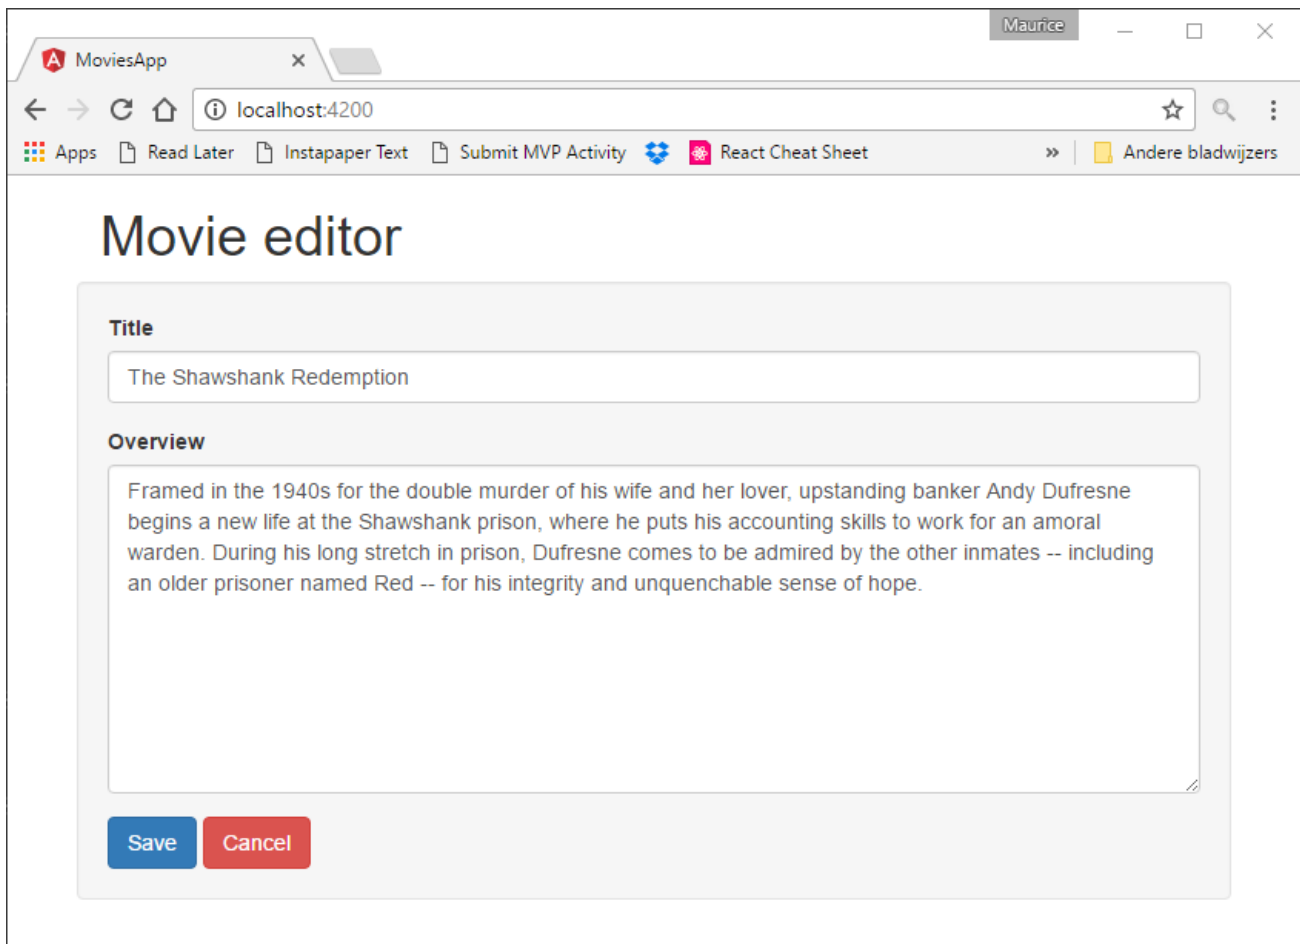 Maurice
MoviesApp
localhost:4200
Apps Read Later Instapaper Text Submit MVP Activity React Cheat Sheet » Andere bladwijzers
Movie editor
Title
The Shawshank Redemption
Overview
Framed in the 1940s for the double murder of his wife and her lover, upstanding banker Andy Dufresne
begins a new life at the Shawshank prison, where he puts his accounting skills to work for an amoral
warden. During his long stretch in prison, Dufresne comes to be admired by the other inmates -- including
an older prisoner named Red -- for his integrity and unquenchable sense of hope.
Save Cancel